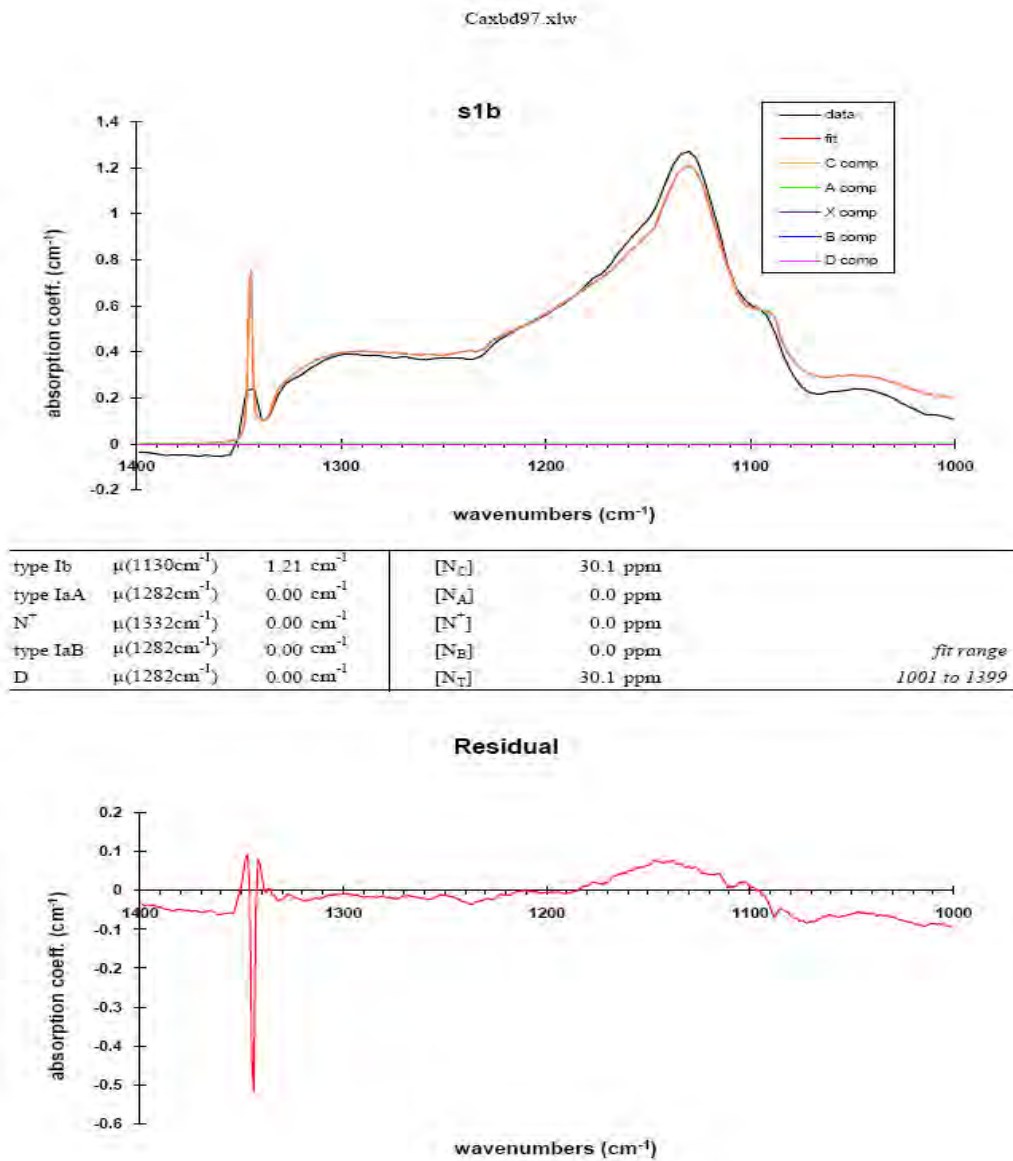 Caxbd97.xlw
s1b
1.4
1.2
1
0.8
0.6
0.4
0.2
0
-0.2
absorption coeff. (cm⁻¹)
data
fit
C comp
A comp
X comp
B comp
D comp
1400 1300 1200 1100 1000
wavenumbers (cm⁻¹)
type Ib μ(1130cm⁻¹) 1.21 cm⁻¹ [N_C] 30.1 ppm
type IaA μ(1282cm⁻¹) 0.00 cm⁻¹ [N_A] 0.0 ppm
N⁺ μ(1332cm⁻¹) 0.00 cm⁻¹ [N⁺] 0.0 ppm
type IaB μ(1282cm⁻¹) 0.00 cm⁻¹ [N_B] 0.0 ppm fit range
D μ(1282cm⁻¹) 0.00 cm⁻¹ [N_T] 30.1 ppm 1001 to 1399
Residual
0.2
0.1
0
-0.1
-0.2
-0.3
-0.4
-0.5
-0.6
absorption coeff. (cm⁻¹)
1400 1300 1200 1100 1000
wavenumbers (cm⁻¹)